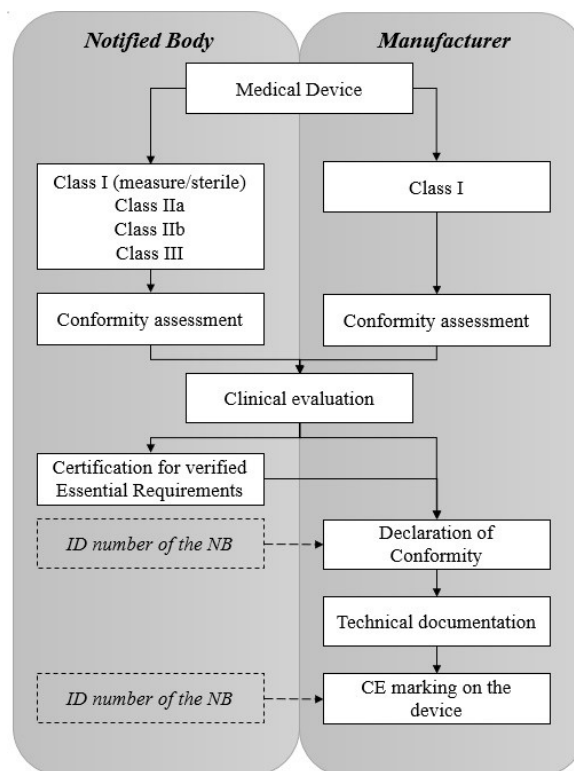 Notified Body
Manufacturer
Medical Device
Class I (measure/sterile)
Class IIa
Class IIb
Class III
Class I
Conformity assessment
Conformity assessment
Clinical evaluation
Certification for verified
Essential Requirements
ID number of the NB
Declaration of
Conformity
Technical documentation
ID number of the NB
CE marking on the
device